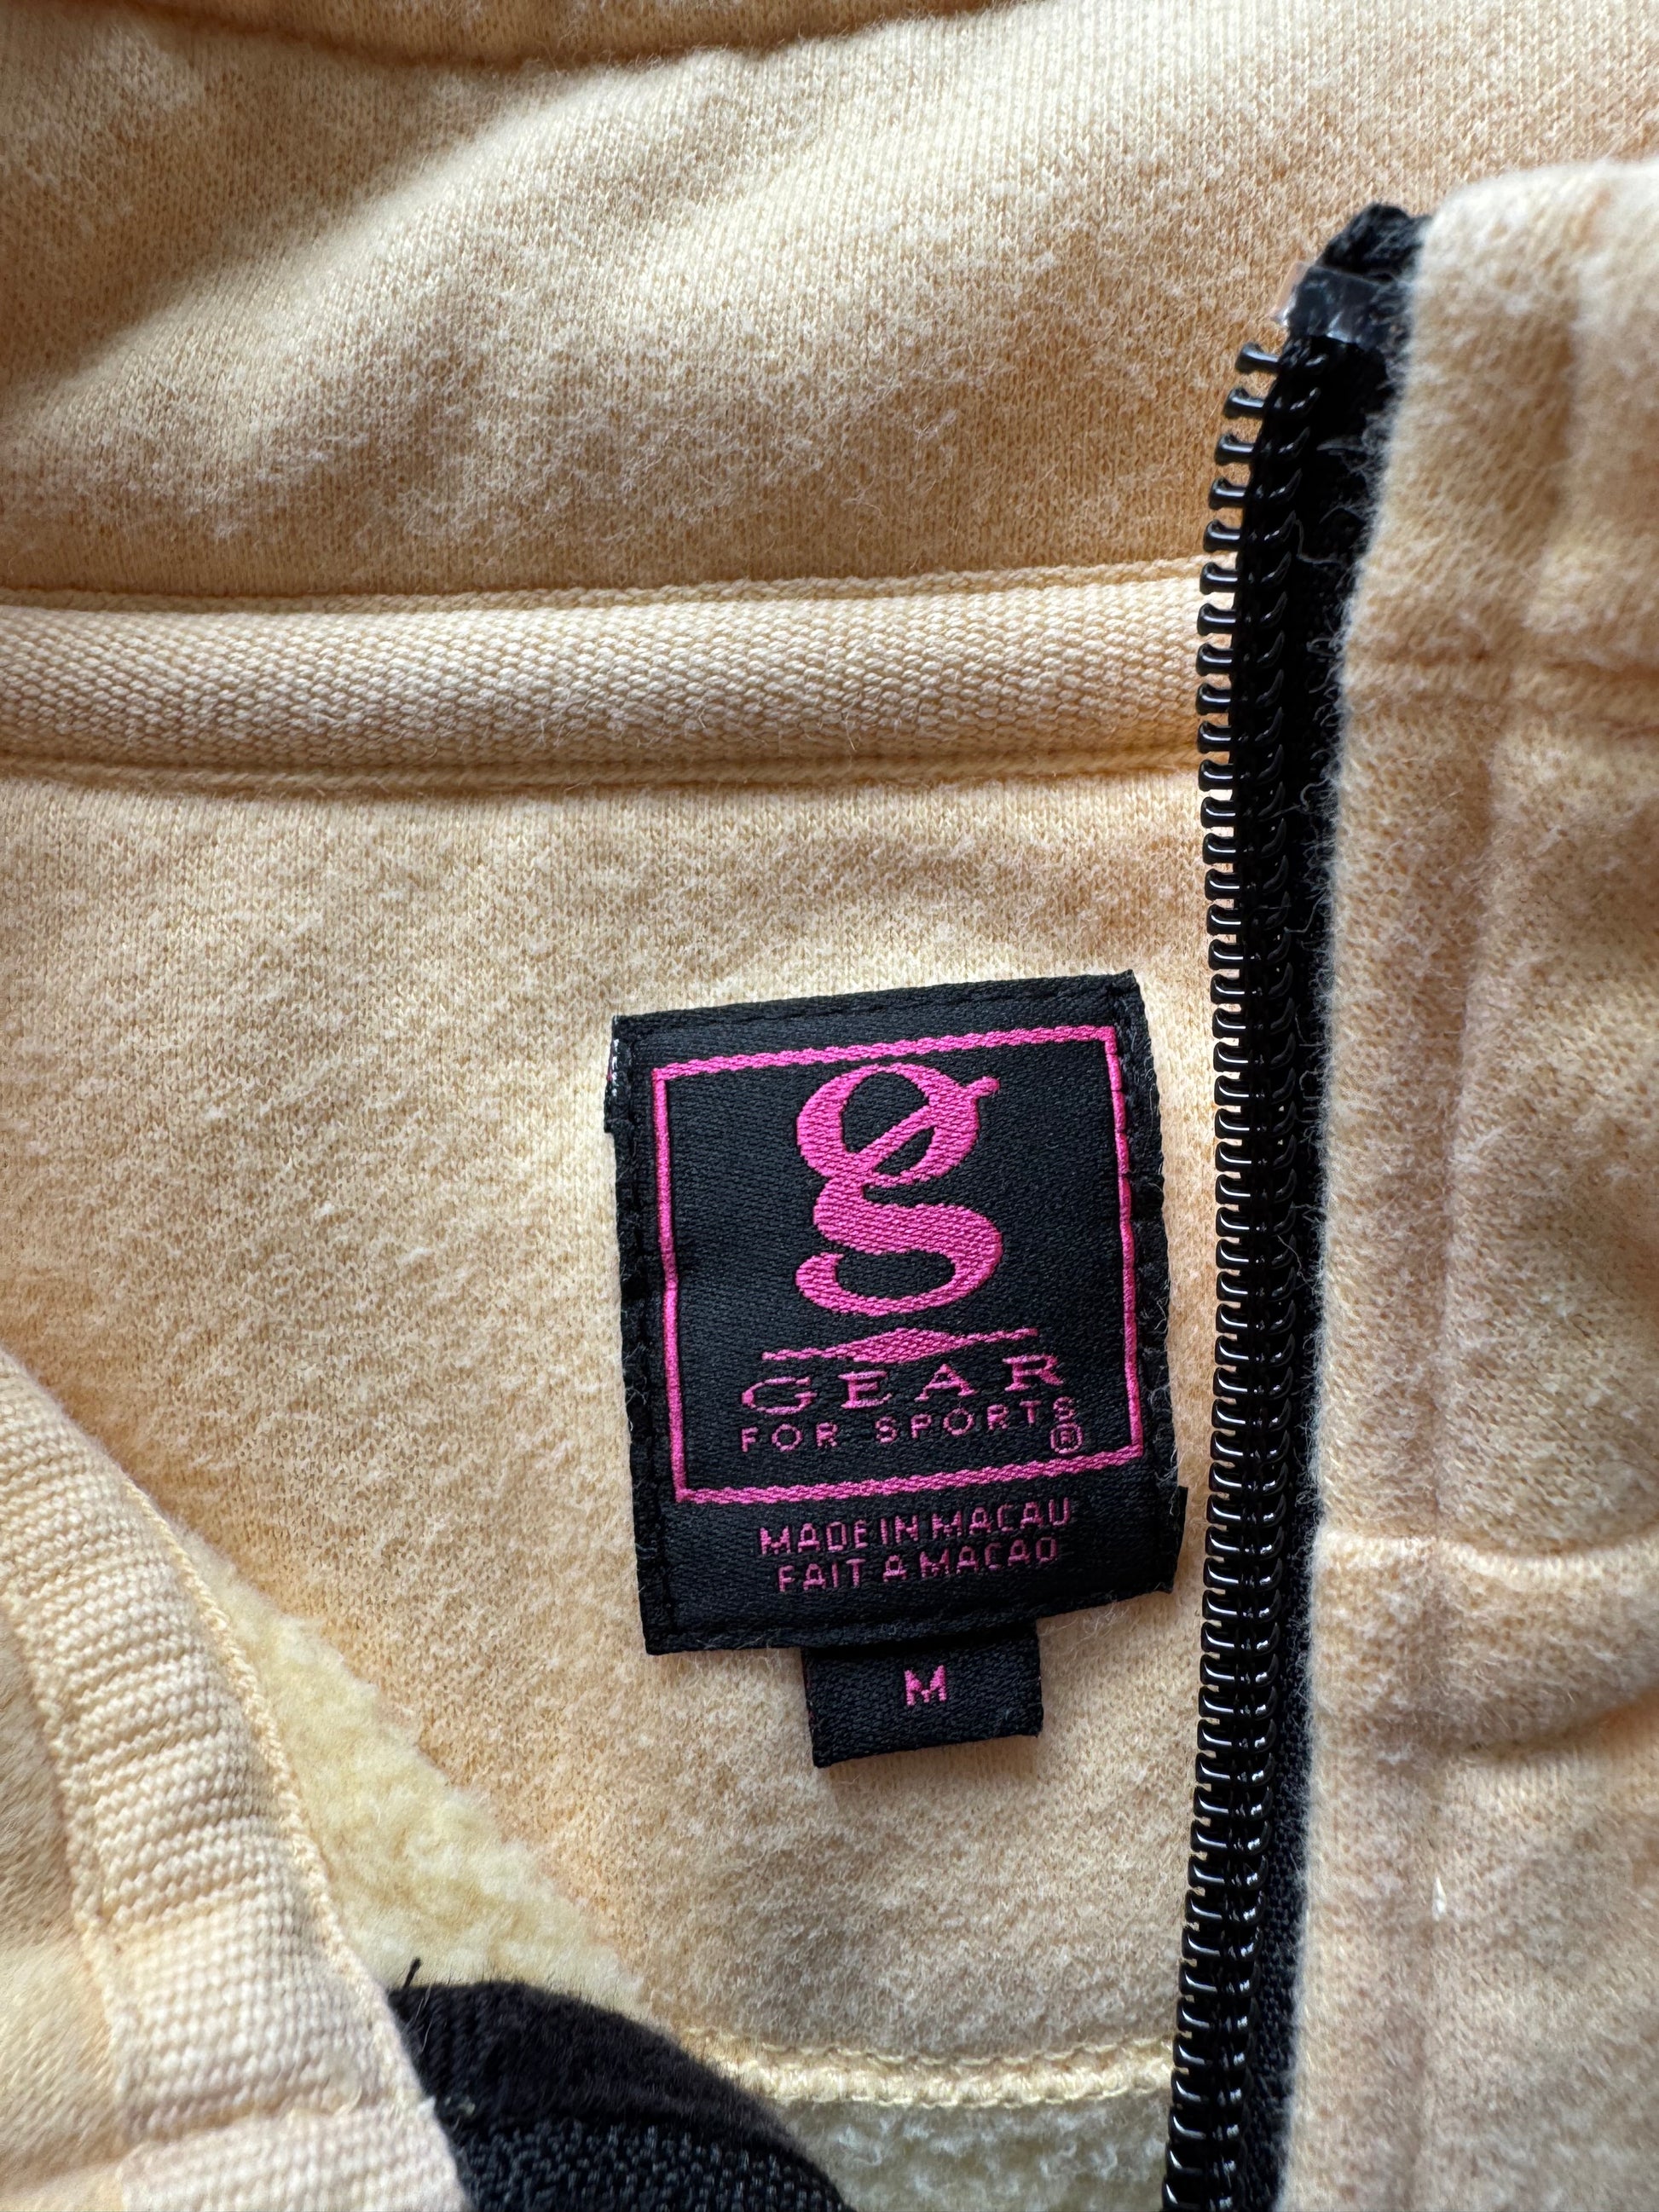 g
GEAR
FOR SPORTS®
MADE IN MACAU
FAIT A MACAO
M